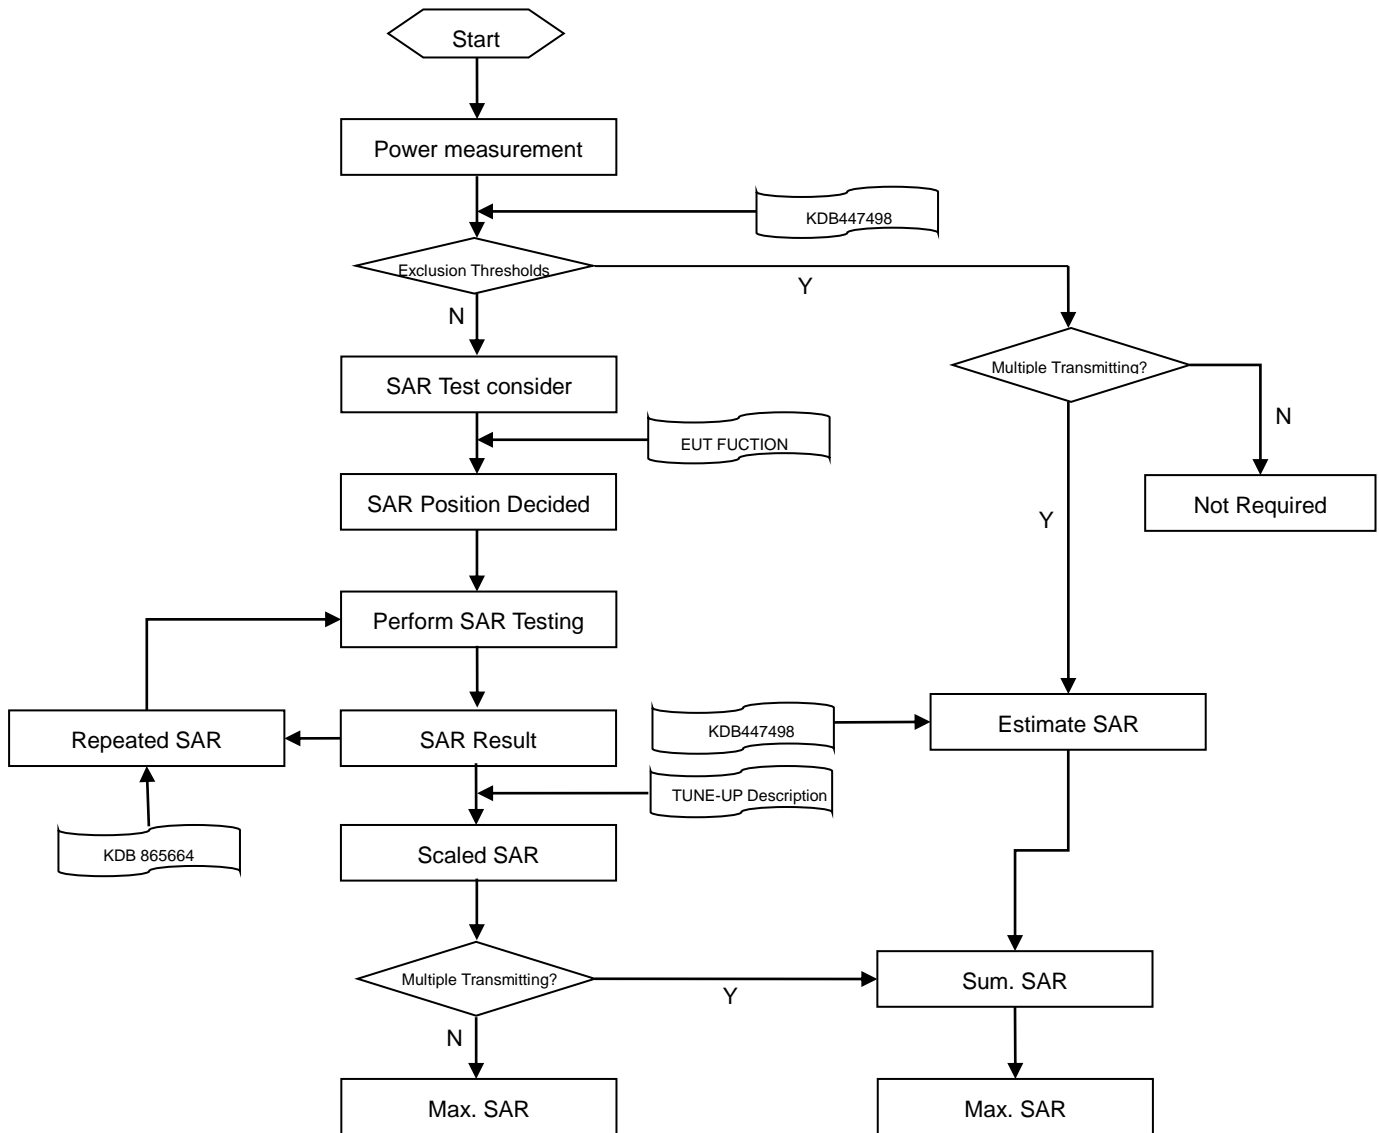 Start
Power measurement
KDB447498
Exclusion Thresholds
Y
N
Multiple Transmitting?
SAR Test consider
N
EUT FUCTION
SAR Position Decided
Not Required
Y
Perform SAR Testing
Repeated SAR
SAR Result
KDB447498
Estimate SAR
TUNE-UP Description
KDB 865664
Scaled SAR
Multiple Transmitting?
Y
Sum. SAR
N
Max. SAR
Max. SAR